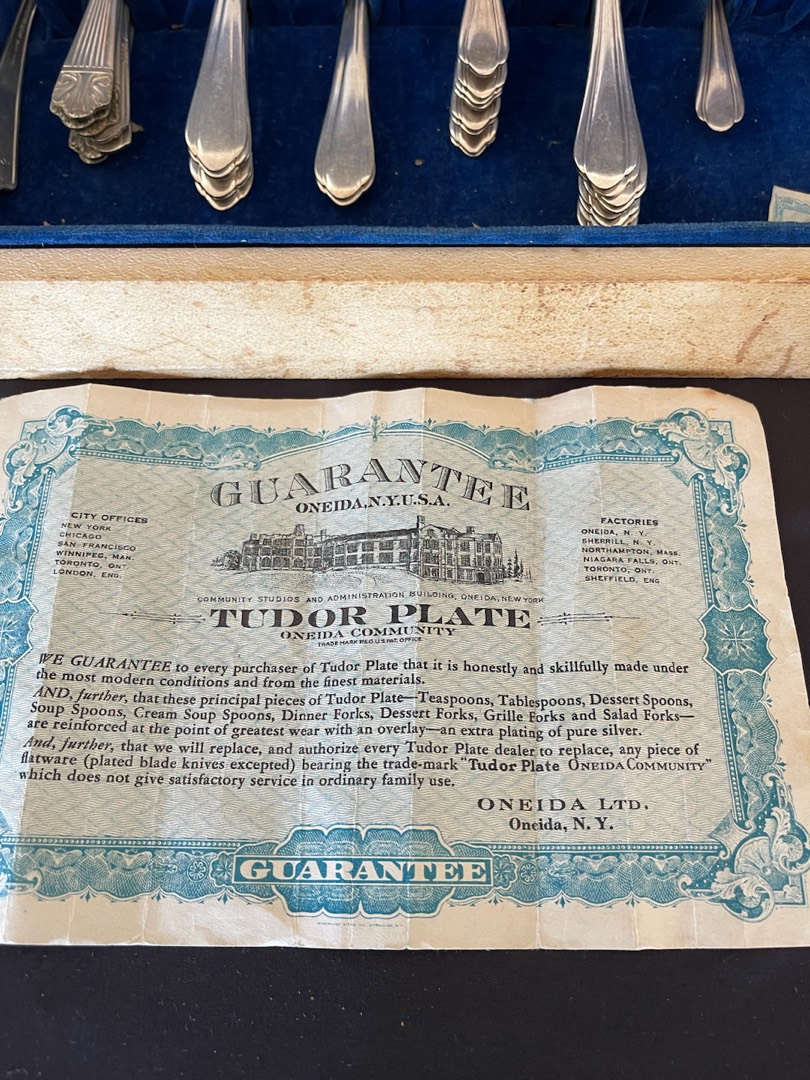 GUARANTEE
ONEIDA, N.Y. U.S.A.
CITY OFFICES
NEW YORK
CHICAGO
SAN FRANCISCO
WINNIPEG, MAN.
TORONTO, ONT.
LONDON, ENG.
FACTORIES
ONEIDA, N. Y.
SHERRILL, N. Y.
NORTHAMPTON, MASS.
NIAGARA FALLS, ONT.
TORONTO, ONT.
SHEFFIELD, ENG
COMMUNITY STUDIOS AND ADMINISTRATION BUILDING, ONEIDA, NEW YORK
TUDOR PLATE
ONEIDA COMMUNITY
TRADE MARK REG. U.S. PAT. OFFICE
WE GUARANTEE to every purchaser of Tudor Plate that it is honestly and skillfully made under
the most modern conditions and from the finest materials.
AND, further, that these principal pieces of Tudor Plate—Teaspoons, Tablespoons, Dessert Spoons,
Soup Spoons, Cream Soup Spoons, Dinner Forks, Dessert Forks, Grille Forks and Salad Forks—
are reinforced at the point of greatest wear with an overlay—an extra plating of pure silver.
And, further, that we will replace, and authorize every Tudor Plate dealer to replace, any piece of
flatware (plated blade knives excepted) bearing the trade-mark "Tudor Plate ONEIDA COMMUNITY"
which does not give satisfactory service in ordinary family use.
ONEIDA LTD.
Oneida, N. Y.
GUARANTEE